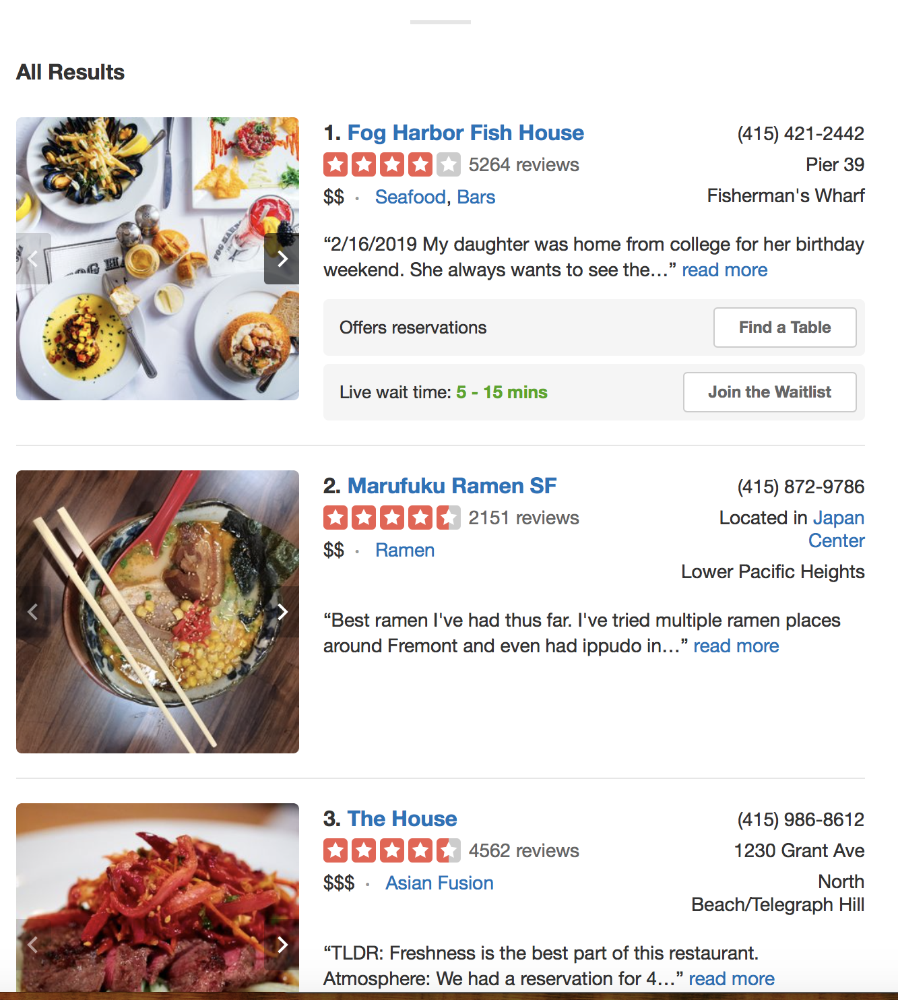 All Results
1. Fog Harbor Fish House
(415) 421-2442
5264 reviews
Pier 39
$$ · Seafood, Bars
Fisherman's Wharf
“2/16/2019 My daughter was home from college for her birthday
weekend. She always wants to see the…” read more
Offers reservations
Find a Table
Live wait time: 5 - 15 mins
Join the Waitlist
2. Marufuku Ramen SF
(415) 872-9786
2151 reviews
Located in Japan
Center
$$ · Ramen
Lower Pacific Heights
“Best ramen I've had thus far. I've tried multiple ramen places
around Fremont and even had ippudo in…” read more
3. The House
(415) 986-8612
4562 reviews
1230 Grant Ave
$$$ · Asian Fusion
North
Beach/Telegraph Hill
“TLDR: Freshness is the best part of this restaurant.
Atmosphere: We had a reservation for 4…” read more